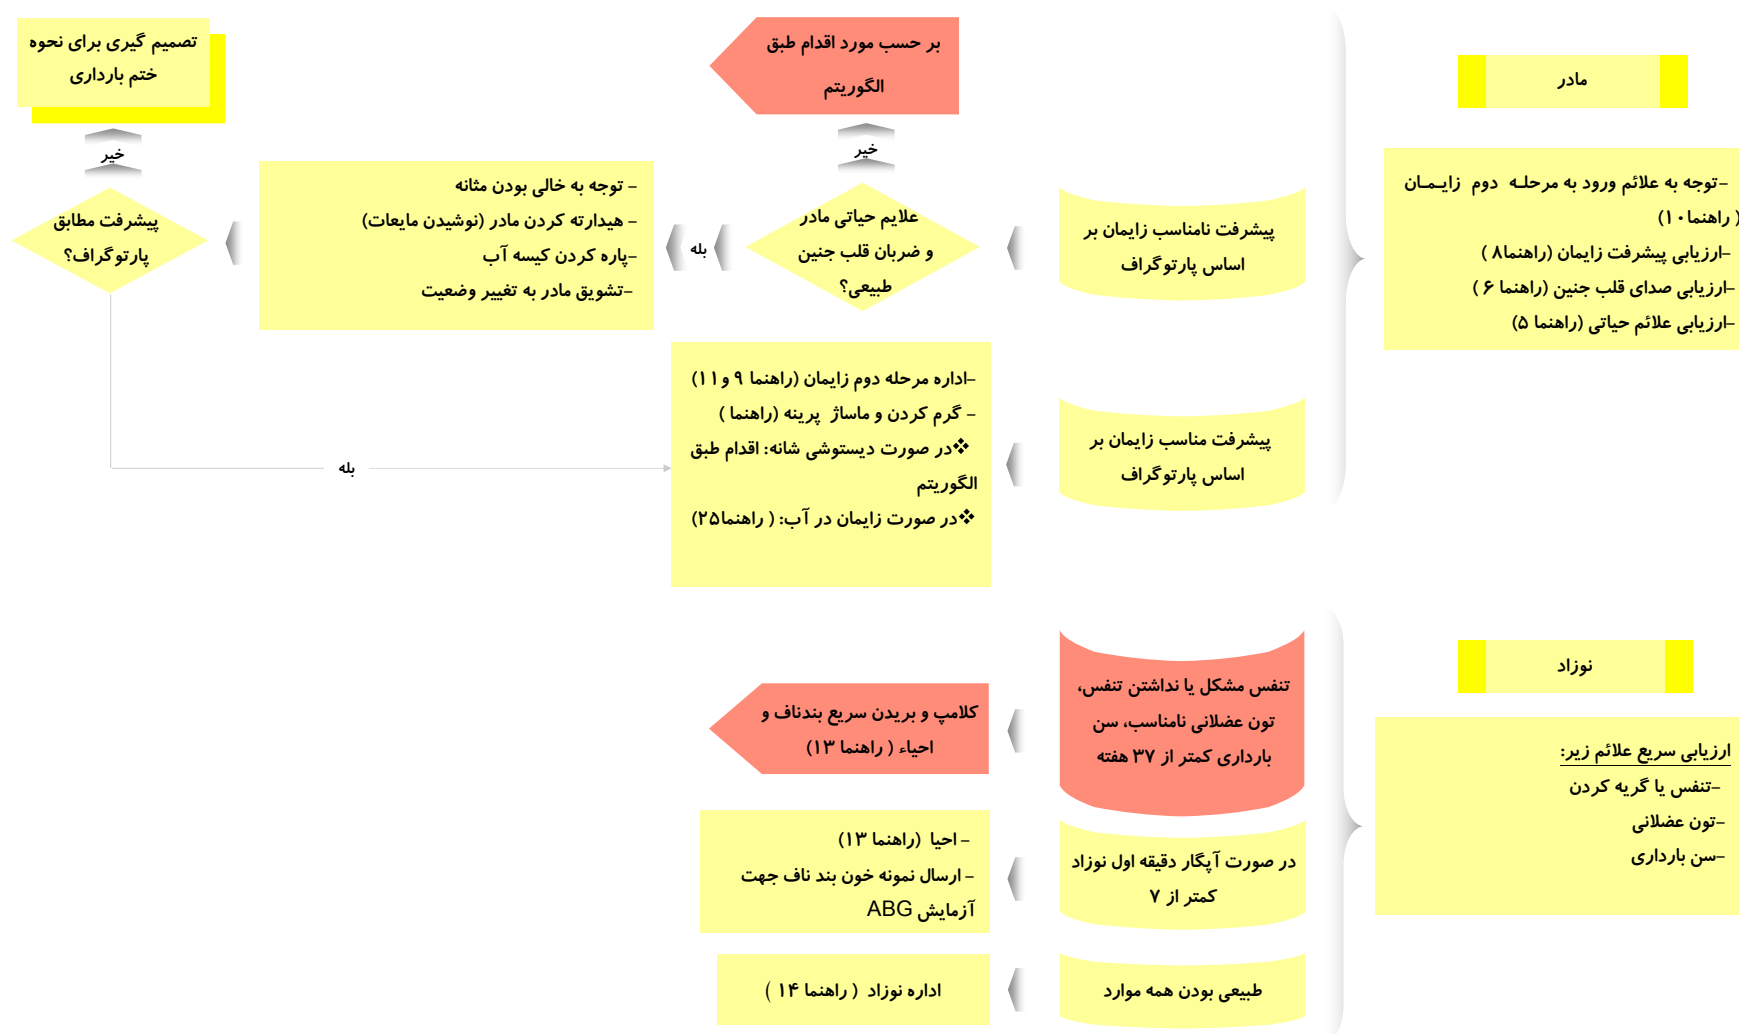 مادر
-توجه به علائم ورود به مرحله دوم زایمان
( راهنما۱۰)
-ارزیابی پیشرفت زایمان (راهنما۸ )
-ارزیابی صدای قلب جنین (راهنما ۶ )
-ارزیابی علائم حیاتی (راهنما ۵)
پیشرفت نامناسب زایمان بر
اساس پارتوگراف
علایم حیاتی مادر
و ضربان قلب جنین
طبیعی؟
خیر
بر حسب مورد اقدام طبق
الگوریتم
بله
- توجه به خالی بودن مثانه
- هیدارته کردن مادر (نوشیدن مایعات)
-پاره کردن کیسه آب
-تشویق مادر به تغییر وضعیت
پیشرفت مطابق
پارتوگراف؟
خیر
تصمیم گیری برای نحوه
ختم بارداری
بله
پیشرفت مناسب زایمان بر
اساس پارتوگراف
-اداره مرحله دوم زایمان (راهنما ۹ و۱۱)
- گرم کردن و ماساژ پرینه (راهنما )
❖در صورت دیستوشی شانه: اقدام طبق
الگوریتم
❖در صورت زایمان در آب: ( راهنما۲۵)
نوزاد
ارزیابی سریع علائم زیر:
-تنفس یا گریه کردن
-تون عضلانی
-سن بارداری
تنفس مشکل یا نداشتن تنفس،
تون عضلانی نامناسب، سن
بارداری کمتر از ۳۷ هفته
کلامپ و بریدن سریع بندناف و
احیاء ( راهنما ۱۳)
در صورت آپگار دقیقه اول نوزاد
کمتر از ۷
- احیا (راهنما ۱۳)
- ارسال نمونه خون بند ناف جهت
آزمایش ABG
طبیعی بودن همه موارد
اداره نوزاد ( راهنما ۱۴ )